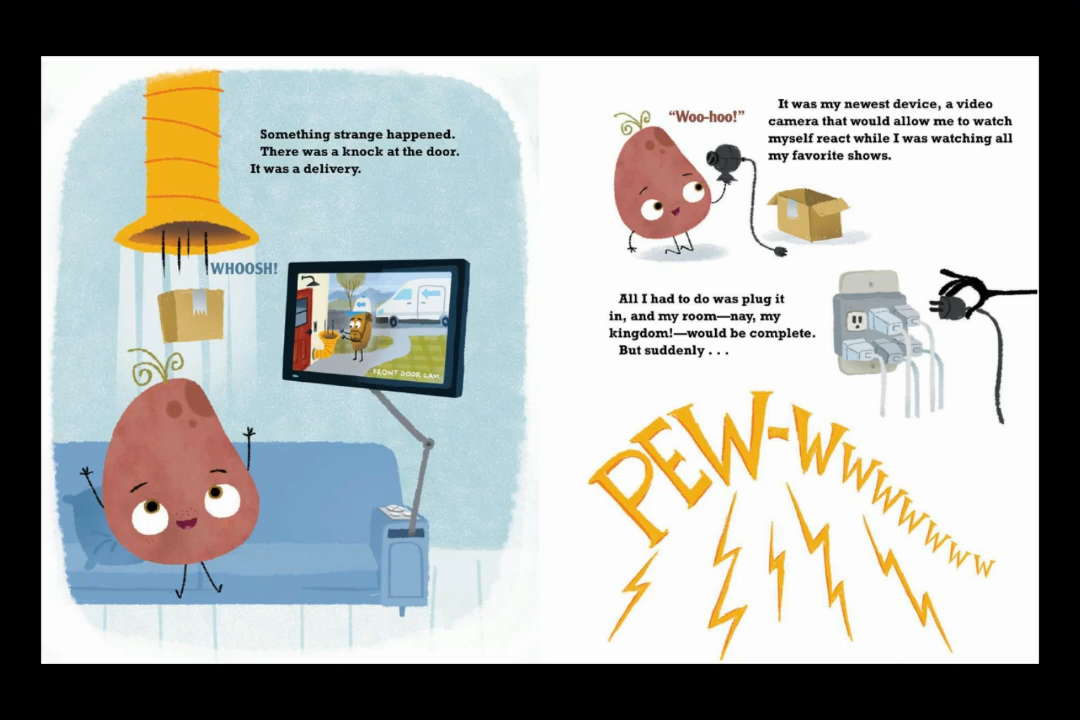 Something strange happened.
There was a knock at the door.
It was a delivery.
WHOOSH!
FRONT DOOR CAM
"Woo-hoo!"
It was my newest device, a video
camera that would allow me to watch
myself react while I was watching all
my favorite shows.
All I had to do was plug it
in, and my room—nay, my
kingdom!—would be complete.
But suddenly . . .
PEW-WWWWWWWW